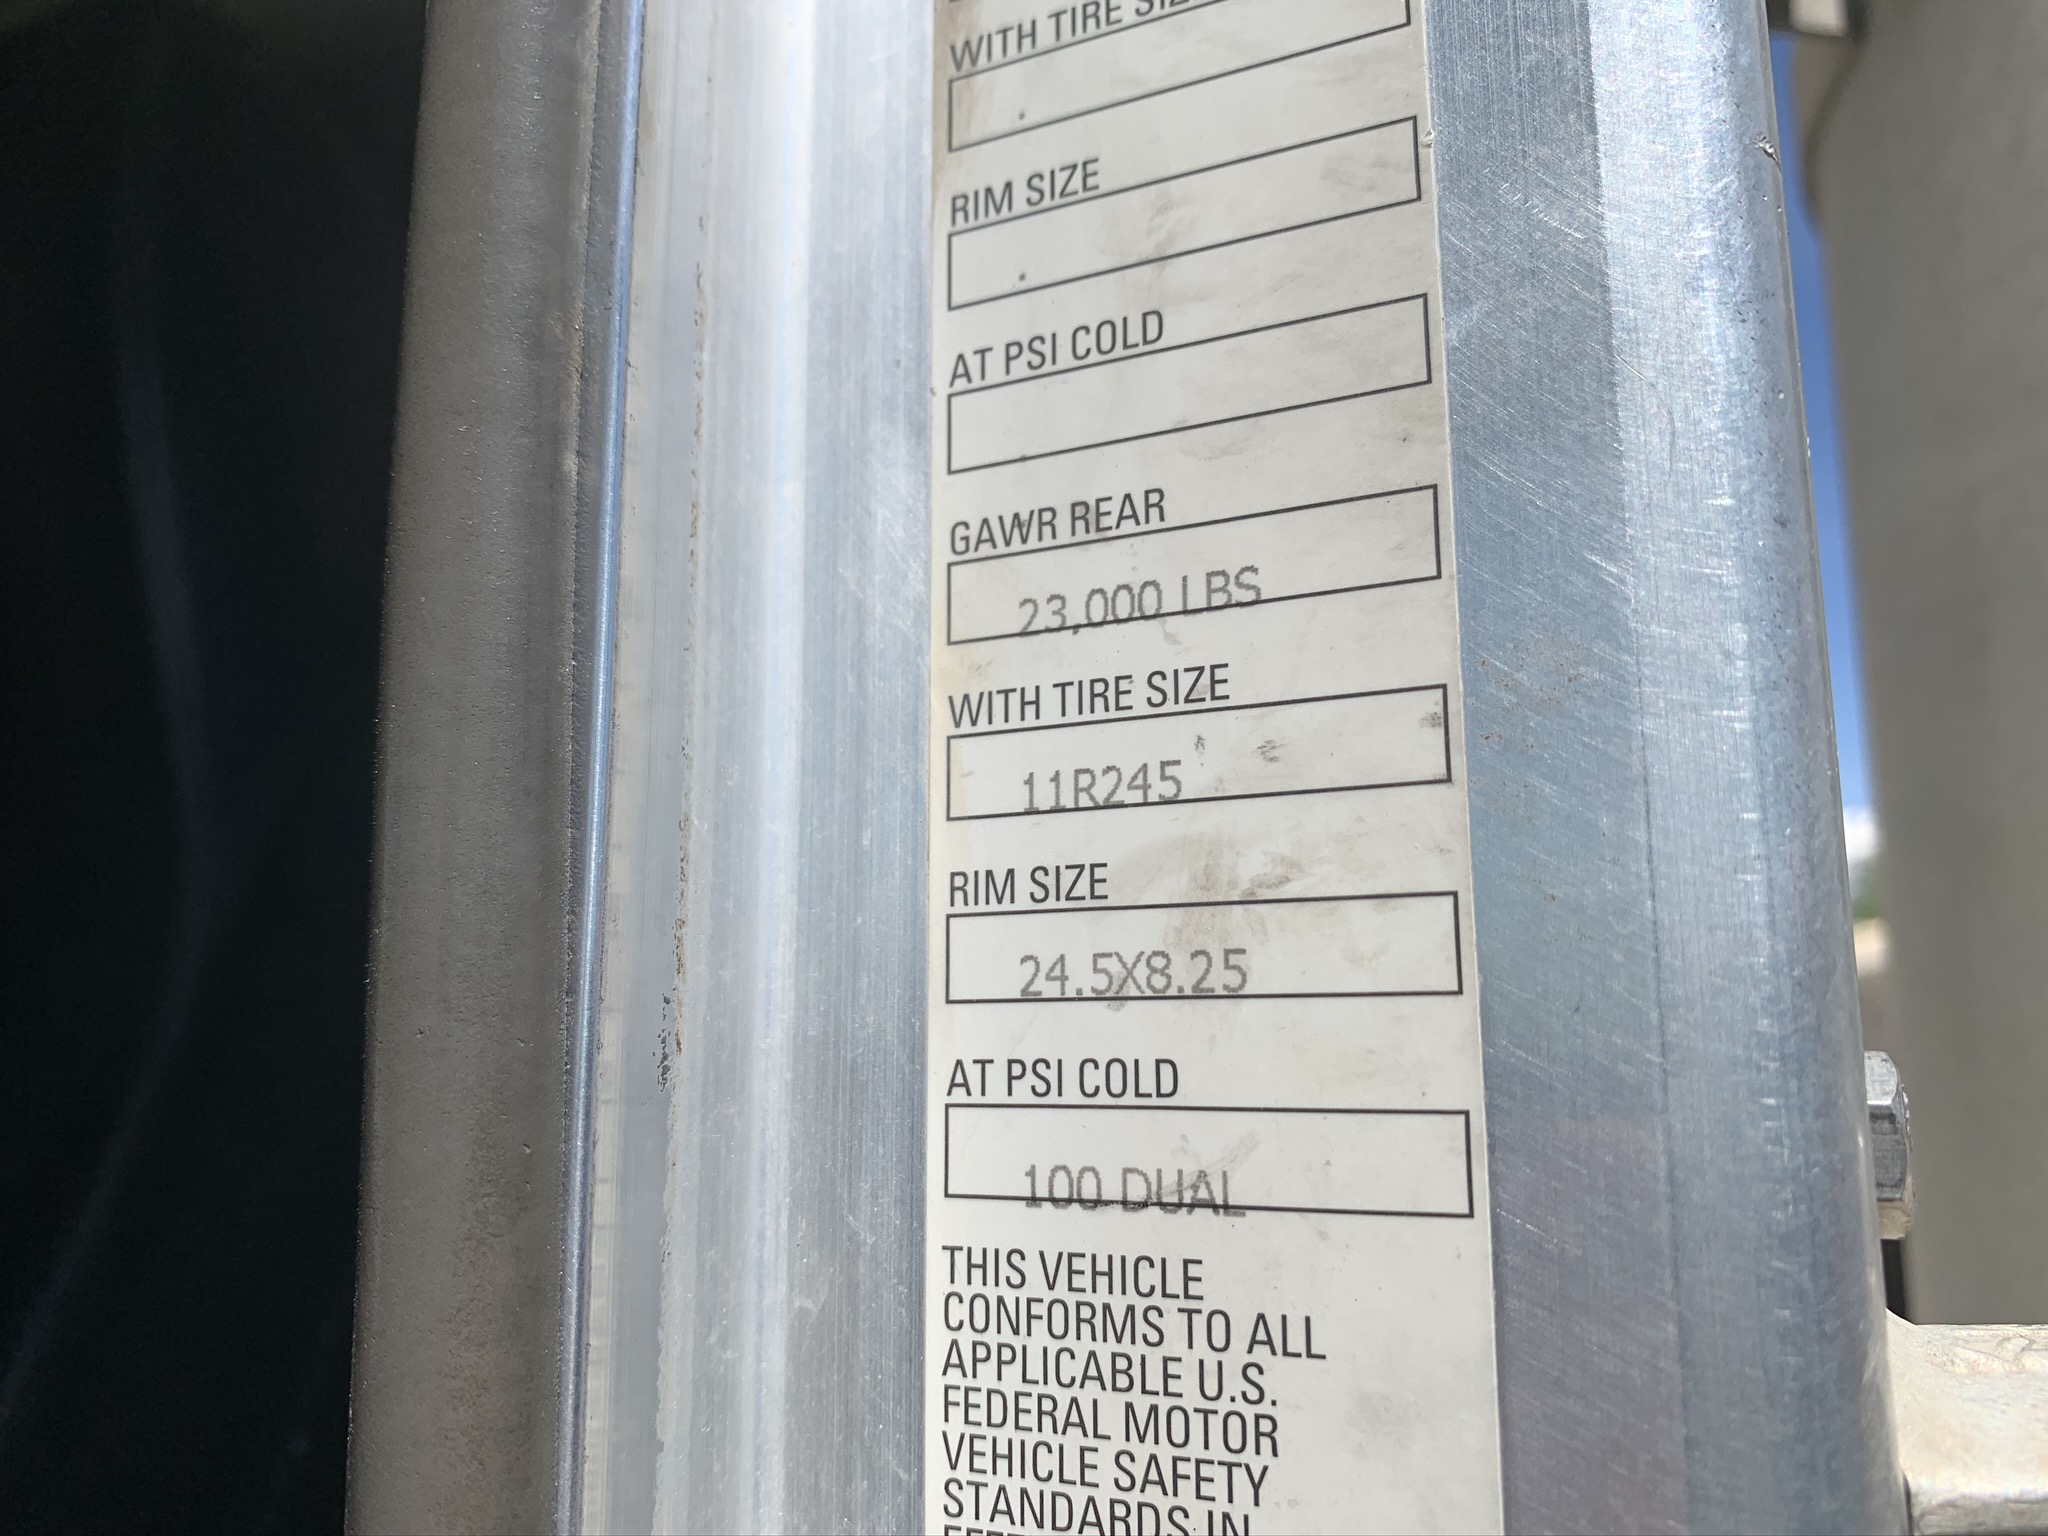 WITH TIRE SIZE
RIM SIZE
AT PSI COLD
GAWR REAR
23,000 LBS
WITH TIRE SIZE
11R245
RIM SIZE
24.5X8.25
AT PSI COLD
100 DUAL
THIS VEHICLE
CONFORMS TO ALL
APPLICABLE U.S.
FEDERAL MOTOR
VEHICLE SAFETY
STANDARDS IN